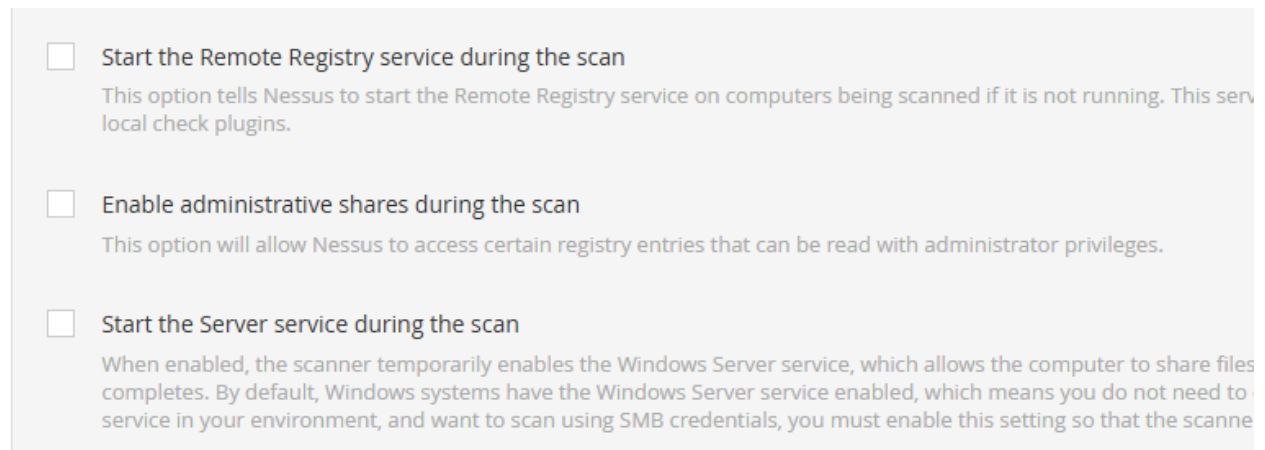 Start the Remote Registry service during the scan
This option tells Nessus to start the Remote Registry service on computers being scanned if it is not running. This
local check plugins.
Enable administrative shares during the scan
This option will allow Nessus to access certain registry entries that can be read with administrator privileges.
Start the Server service during the scan
When enabled, the scanner temporarily enables the Windows Server service, which allows the computer to share files
completes. By default, Windows systems have the Windows Server service enabled, which means you do not need to
service in your environment, and want to scan using SMB credentials, you must enable this setting so that the